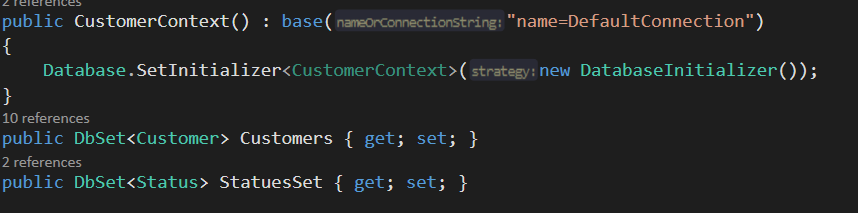 2 references
public CustomerContext() : base(nameOrConnectionString:"name=DefaultConnection")
{
    Database.SetInitializer<CustomerContext>(strategy:new DatabaseInitializer());
}
10 references
public DbSet<Customer> Customers { get; set; }
2 references
public DbSet<Status> StatuesSet { get; set; }